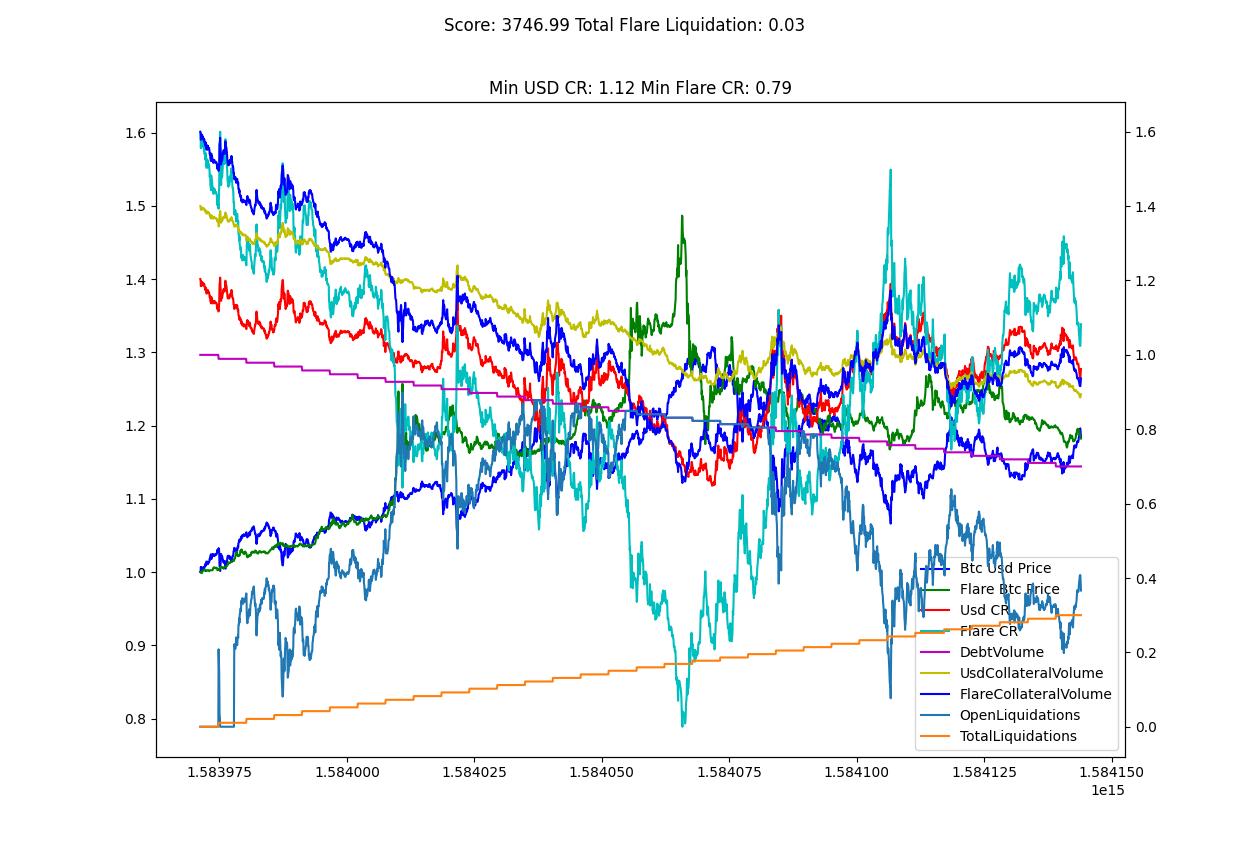 Score: 3746.99 Total Flare Liquidation: 0.03
Min USD CR: 1.12 Min Flare CR: 0.79
1.6
1.5
1.4
1.3
1.2
1.1
1.0
0.9
0.8
1.6
1.4
1.2
1.0
0.8
0.6
0.4
0.2
0.0
Btc Usd Price
Flare Btc Price
Usd CR
Flare CR
DebtVolume
UsdCollateralVolume
FlareCollateralVolume
OpenLiquidations
TotalLiquidations
1.583975 1.584000 1.584025 1.584050 1.584075 1.584100 1.584125 1.584150
1e15